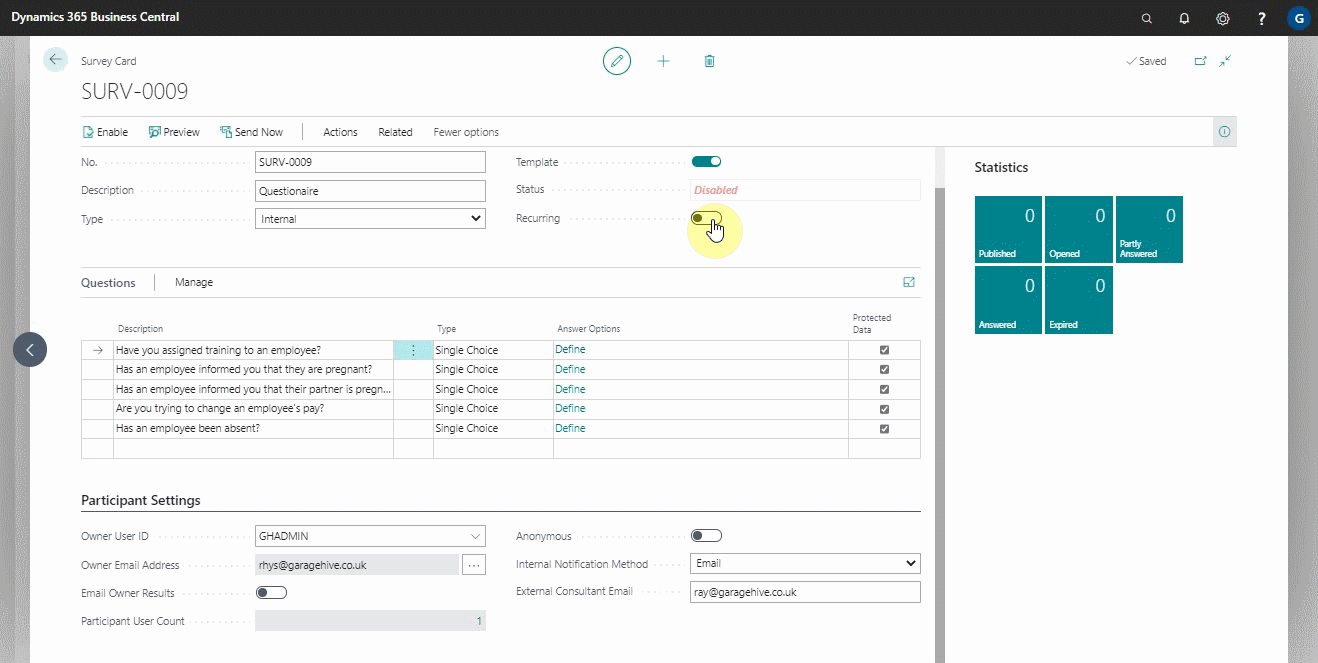 Dynamics 365 Business Central
?
G
Survey Card
Saved
SURV-0009
Enable Preview Send Now Actions Related Fewer options
No. SURV-0009
Description Questionaire
Type Internal
Template
Status Disabled
Recurring
Statistics
0 Published
0 Opened
0 Partly Answered
0 Answered
0 Expired
Questions Manage
Description Type Answer Options Protected Data
Have you assigned training to an employee? Single Choice Define
Has an employee informed you that they are pregnant? Single Choice Define
Has an employee informed you that their partner is pregn... Single Choice Define
Are you trying to change an employee's pay? Single Choice Define
Has an employee been absent? Single Choice Define
Participant Settings
Owner User ID GHADMIN
Owner Email Address rhys@garagehive.co.uk ...
Email Owner Results
Participant User Count 1
Anonymous
Internal Notification Method Email
External Consultant Email ray@garagehive.co.uk